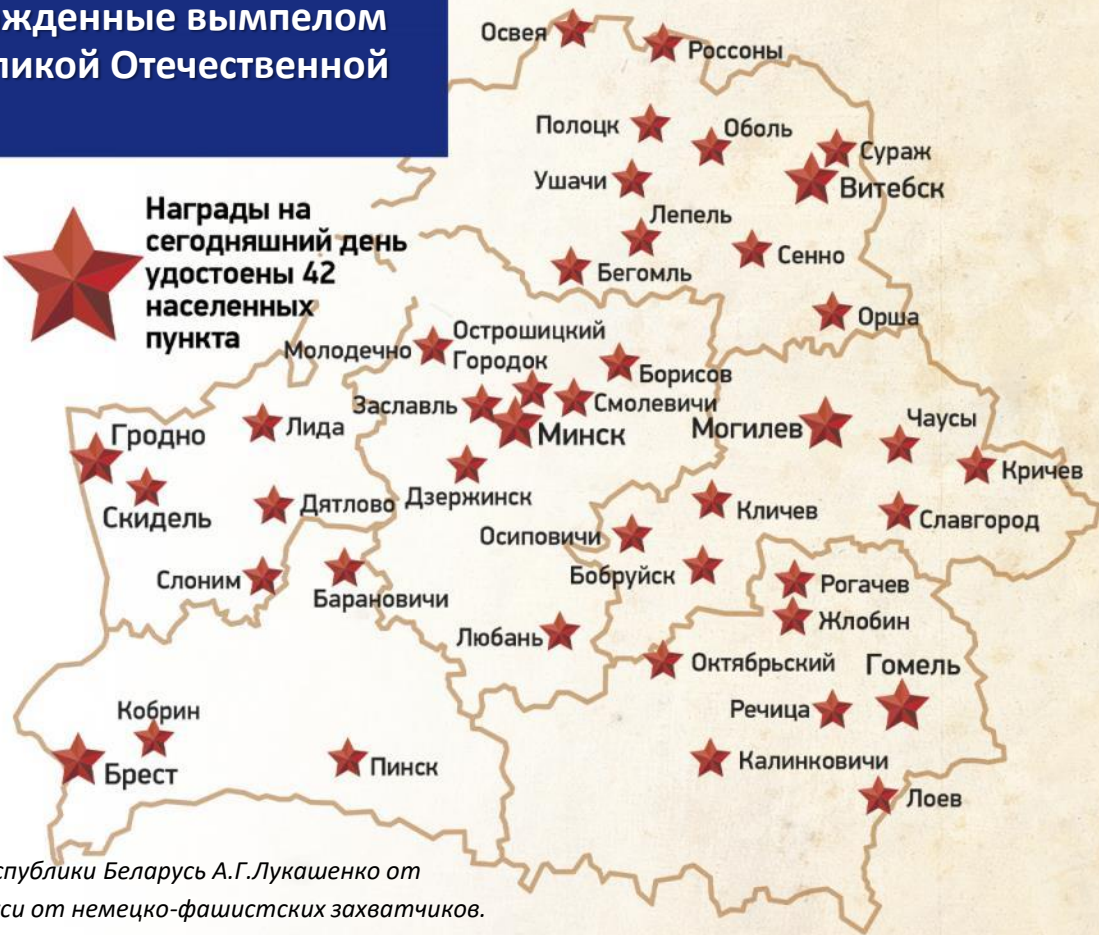 жденные вымпелом
ликой Отечественной
Награды на
сегодняшний день
удостоены 42
населенных
пункта
Освея
Россоны
Полоцк
Оболь
Сураж
Ушачи
Витебск
Лепель
Сенно
Бегомль
Орша
Молодечно
Острошицкий
Городок
Борисов
Заславль
Смолевичи
Минск
Могилев
Чаусы
Гродно
Лида
Кричев
Скидель
Дятлово
Дзержинск
Кличев
Славгород
Осиповичи
Слоним
Барановичи
Бобруйск
Рогачев
Жлобин
Любань
Октябрьский
Гомель
Речица
Кобрин
Брест
Пинск
Калинковичи
Лоев
спублики Беларусь А.Г.Лукашенко от
си от немецко-фашистских захватчиков.